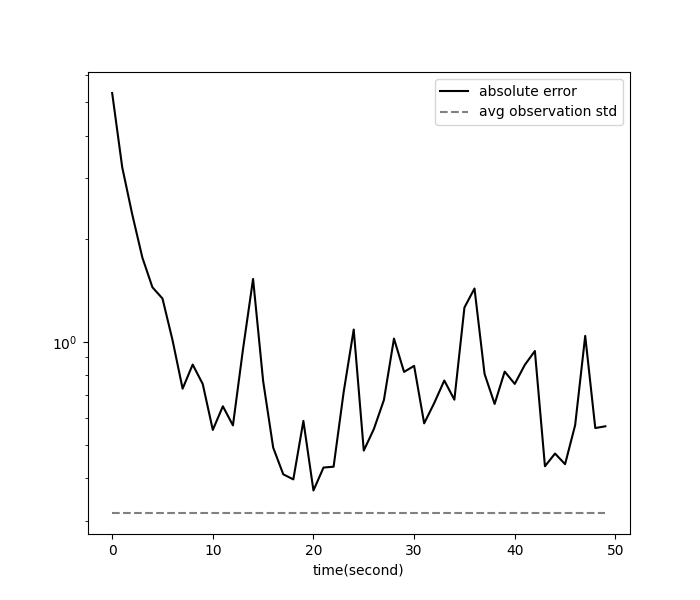 absolute error
avg observation std
10⁰
0 10 20 30 40 50
time(second)